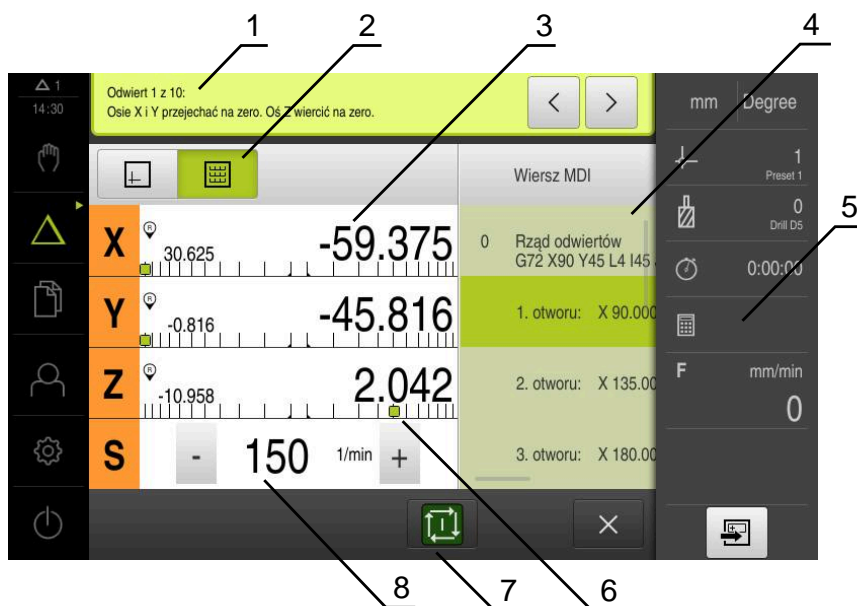 1 2 3 4
1
14:30
Odwiert 1 z 10:
Osie X i Y przejechać na zero. Oś Z wiercić na zero.
< >
mm Degree
Wiersz MDI
1
Preset 1
0
Drill D5
5
X R 30.625 -59.375
0 Rząd odwiertów
G72 X90 Y45 L4 I45
0:00:00
Y R -0.816 -45.816
1. otworu: X 90.000
Z R -10.958 2.042
2. otworu: X 135.00
F mm/min
0
S - 150 1/min +
3. otworu: X 180.00
I
8 7 6